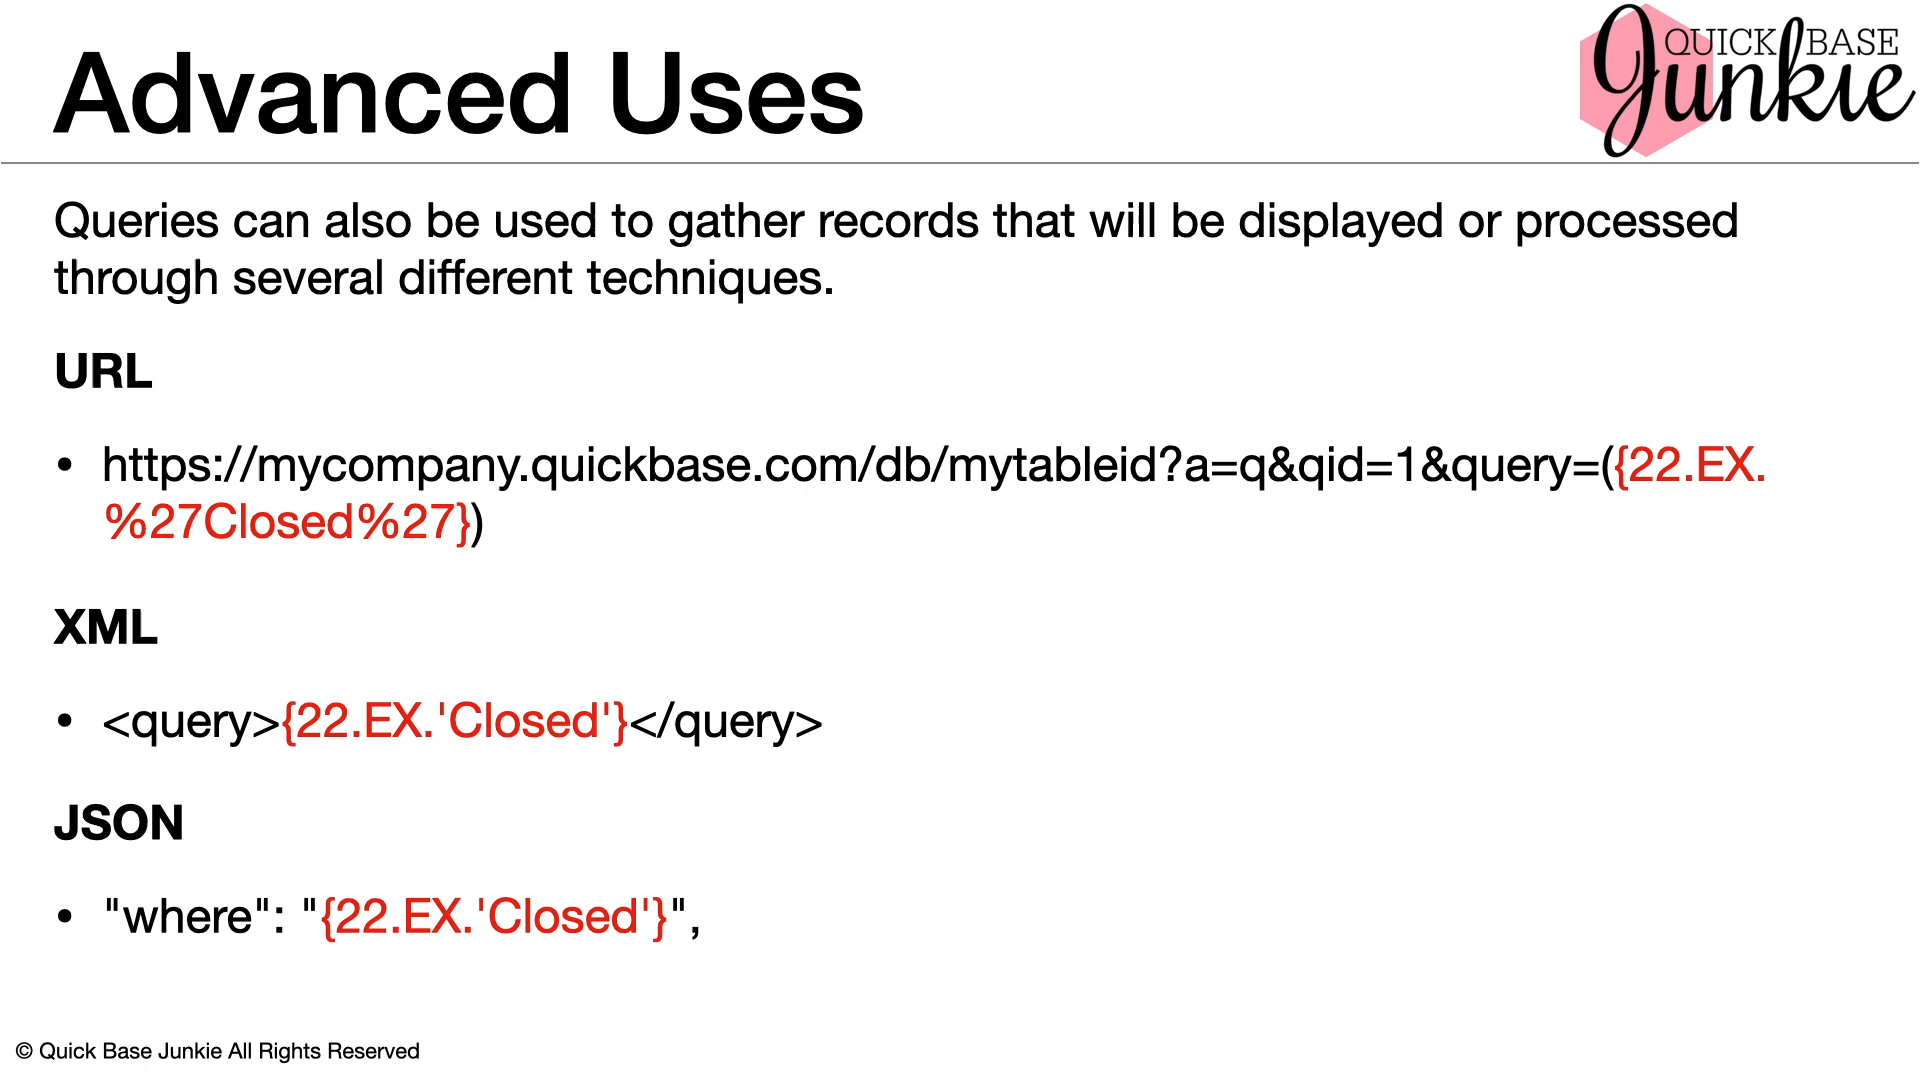 Advanced Uses
QUICK BASE
Junkie
Queries can also be used to gather records that will be displayed or processed
through several different techniques.
URL
• https://mycompany.quickbase.com/db/mytableid?a=q&qid=1&query=({22.EX.
%27Closed%27})
XML
• <query>{22.EX.'Closed'}</query>
JSON
• "where": "{22.EX.'Closed'}",
© Quick Base Junkie All Rights Reserved